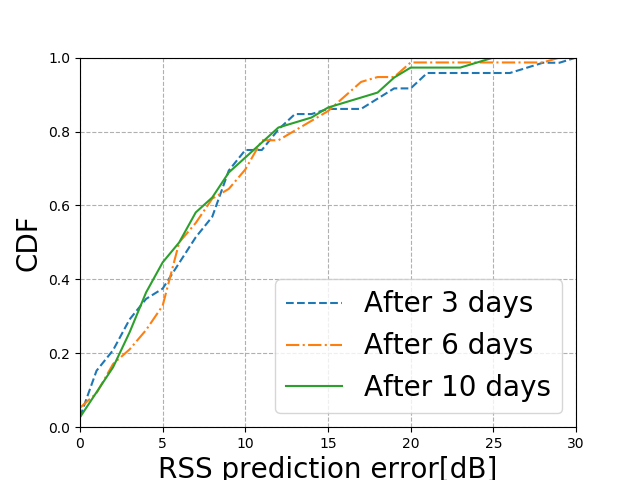 1.0
0.8
0.6
0.4
0.2
0.0
CDF
0 5 10 15 20 25 30
RSS prediction error[dB]
After 3 days
After 6 days
After 10 days